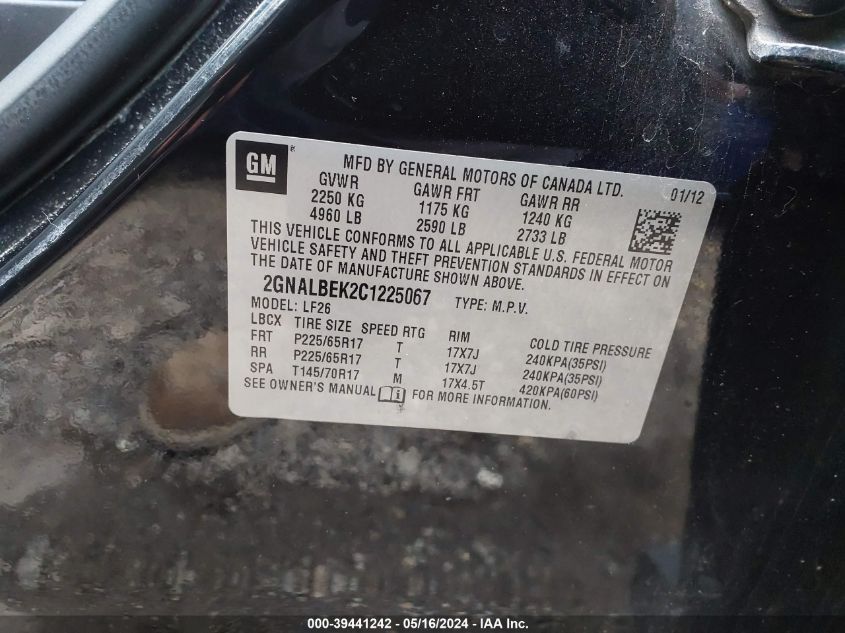 GM ® MFD BY GENERAL MOTORS OF CANADA LTD. 01/12
GVWR GAWR FRT GAWR RR
2250 KG 1175 KG 1240 KG
4960 LB 2590 LB 2733 LB
THIS VEHICLE CONFORMS TO ALL APPLICABLE U.S. FEDERAL MOTOR
VEHICLE SAFETY AND THEFT PREVENTION STANDARDS IN EFFECT ON
THE DATE OF MANUFACTURE SHOWN ABOVE.
2GNALBEK2C1225067 TYPE: M.P.V.
MODEL: LF26
LBCX TIRE SIZE SPEED RTG RIM COLD TIRE PRESSURE
FRT P225/65R17 T 17X7J 240KPA(35PSI)
RR P225/65R17 T 17X7J 240KPA(35PSI)
SPA T145/70R17 M 17X4.5T 420KPA(60PSI)
SEE OWNER'S MANUAL FOR MORE INFORMATION.
000-39441242 - 05/16/2024 - IAA, Inc.